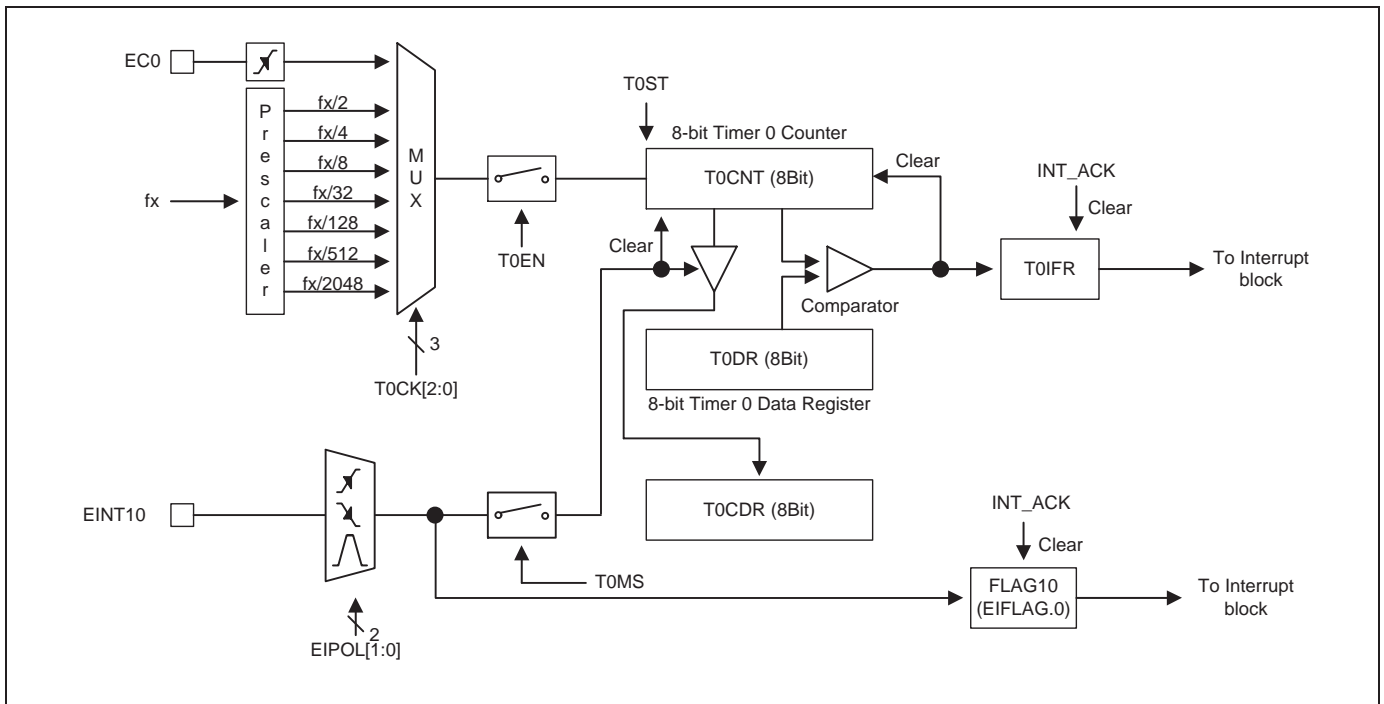 EC0
Prescaler
fx
fx/2
fx/4
fx/8
fx/32
fx/128
fx/512
fx/2048
MUX
3
T0CK[2:0]
T0EN
T0ST
8-bit Timer 0 Counter
T0CNT (8Bit)
Clear
Clear
Comparator
T0DR (8Bit)
8-bit Timer 0 Data Register
T0CDR (8Bit)
INT_ACK
Clear
T0IFR
To Interrupt
block
EINT10
2
EIPOL[1:0]
T0MS
INT_ACK
Clear
FLAG10
(EIFLAG.0)
To Interrupt
block